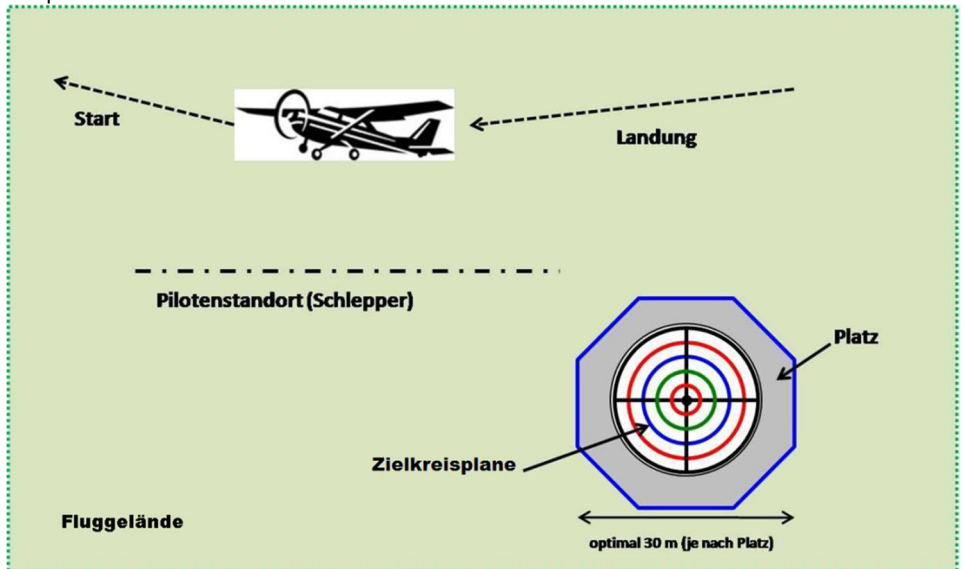 Start
Landung
Pilotenstandort (Schlepper)
Platz
Zielkreisplane
Fluggelände
optimal 30 m (je nach Platz)